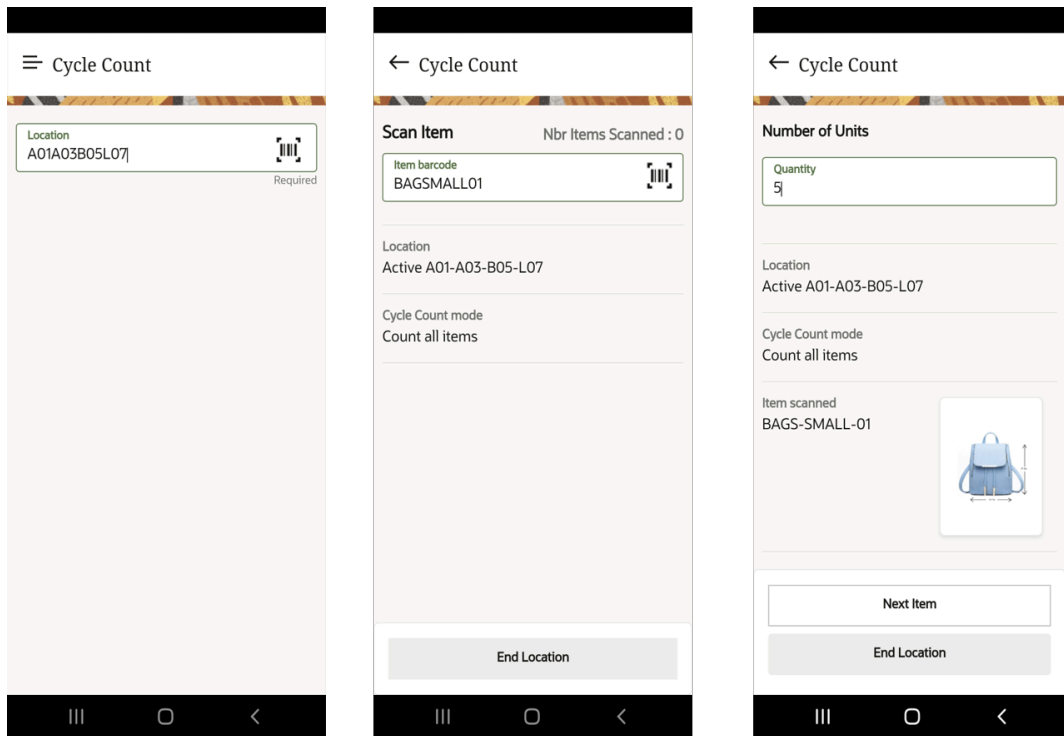 Cycle Count
Location
A01A03B05L07
Required
Cycle Count
Scan Item
Nbr Items Scanned : 0
Item barcode
BAGSMALL01
Location
Active A01-A03-B05-L07
Cycle Count mode
Count all items
End Location
Cycle Count
Number of Units
Quantity
5
Location
Active A01-A03-B05-L07
Cycle Count mode
Count all items
Item scanned
BAGS-SMALL-01
Next Item
End Location